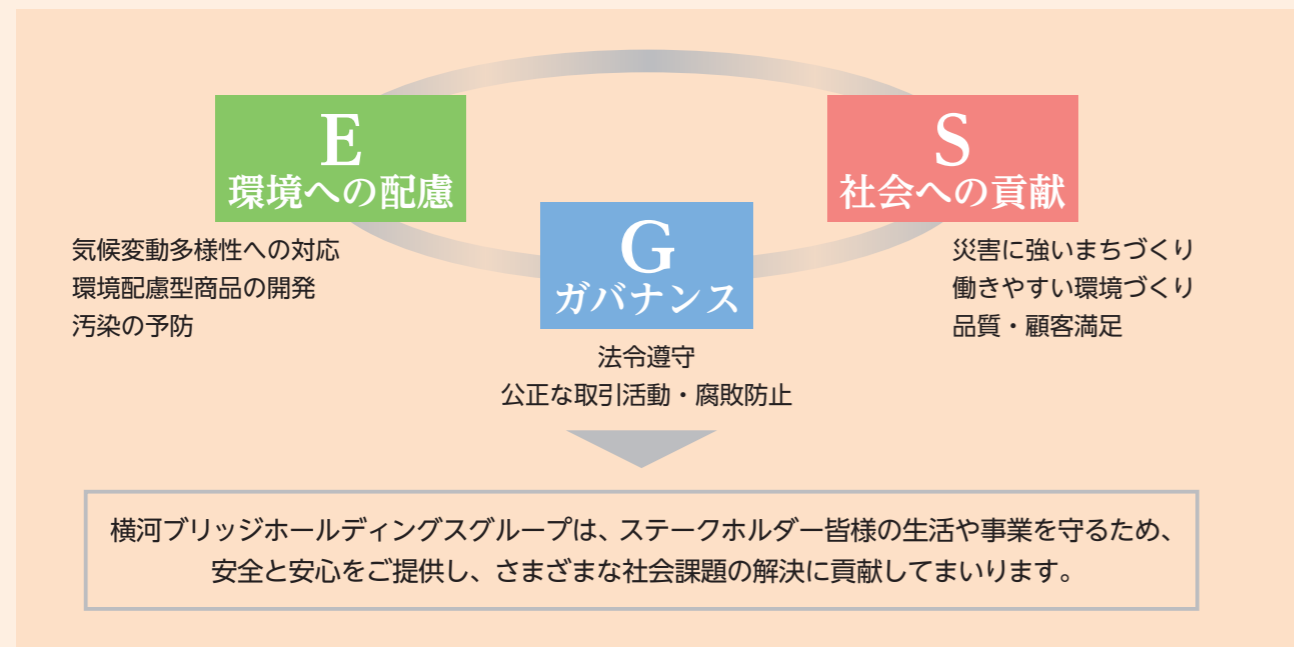 E
環境への配慮
気候変動多様性への対応
環境配慮型商品の開発
汚染の予防
S
社会への貢献
災害に強いまちづくり
働きやすい環境づくり
品質・顧客満足
G
ガバナンス
法令遵守
公正な取引活動・腐敗防止
横河ブリッジホールディングスグループは、ステークホルダー皆様の生活や事業を守るため、
安全と安心をご提供し、さまざまな社会課題の解決に貢献してまいります。